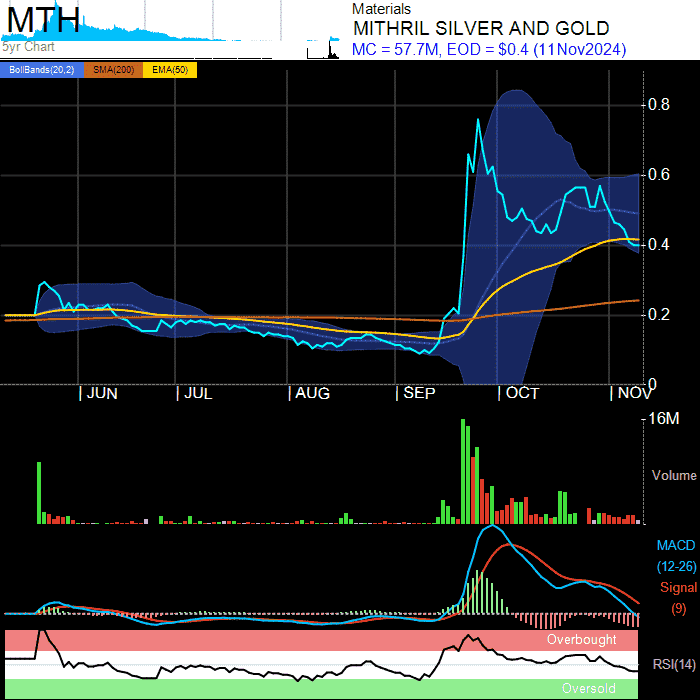 MTH
Materials
MITHRIL SILVER AND GOLD
5yr Chart
MC = 57.7M, EOD = $0.4 (11Nov2024)
BollBands(20,2) SMA(200) EMA(50)
0.8
0.6
0.4
0.2
0
JUN JUL AUG SEP OCT NOV
16M
Volume
MACD
(12-26)
Signal
(9)
Overbought
RSI(14)
Oversold